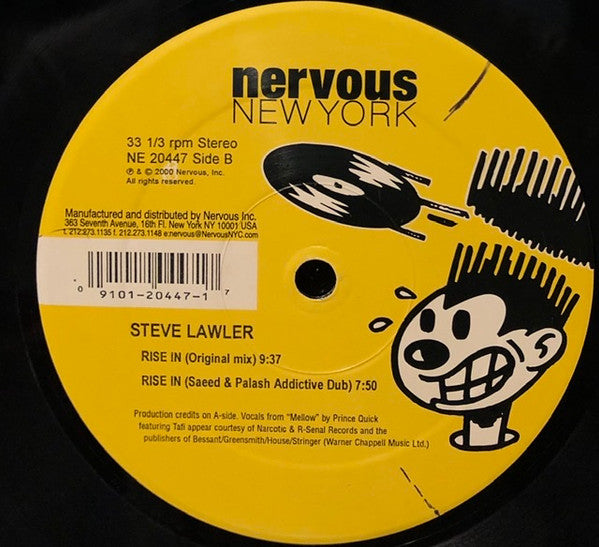 nervous
NEW YORK
33 1/3 rpm Stereo
NE 20447 Side B
℗ & © 2000 Nervous, Inc.
All rights reserved.
Manufactured and distributed by Nervous Inc.
363 Seventh Avenue, 16th Fl. New York NY 10001 USA
t. 212.273.1135 f. 212.273.1148 e:nervous@NervousNYC.com
0 9101-20447-1 7
STEVE LAWLER
RISE IN (Original mix) 9:37
RISE IN (Saeed & Palash Addictive Dub) 7:50
Production credits on A-side. Vocals from "Mellow" by Prince Quick
featuring Tafi appear courtesy of Narcotic & R-Senal Records and the
publishers of Bessant/Greensmith/House/Stringer (Warner Chappell Music Ltd.)